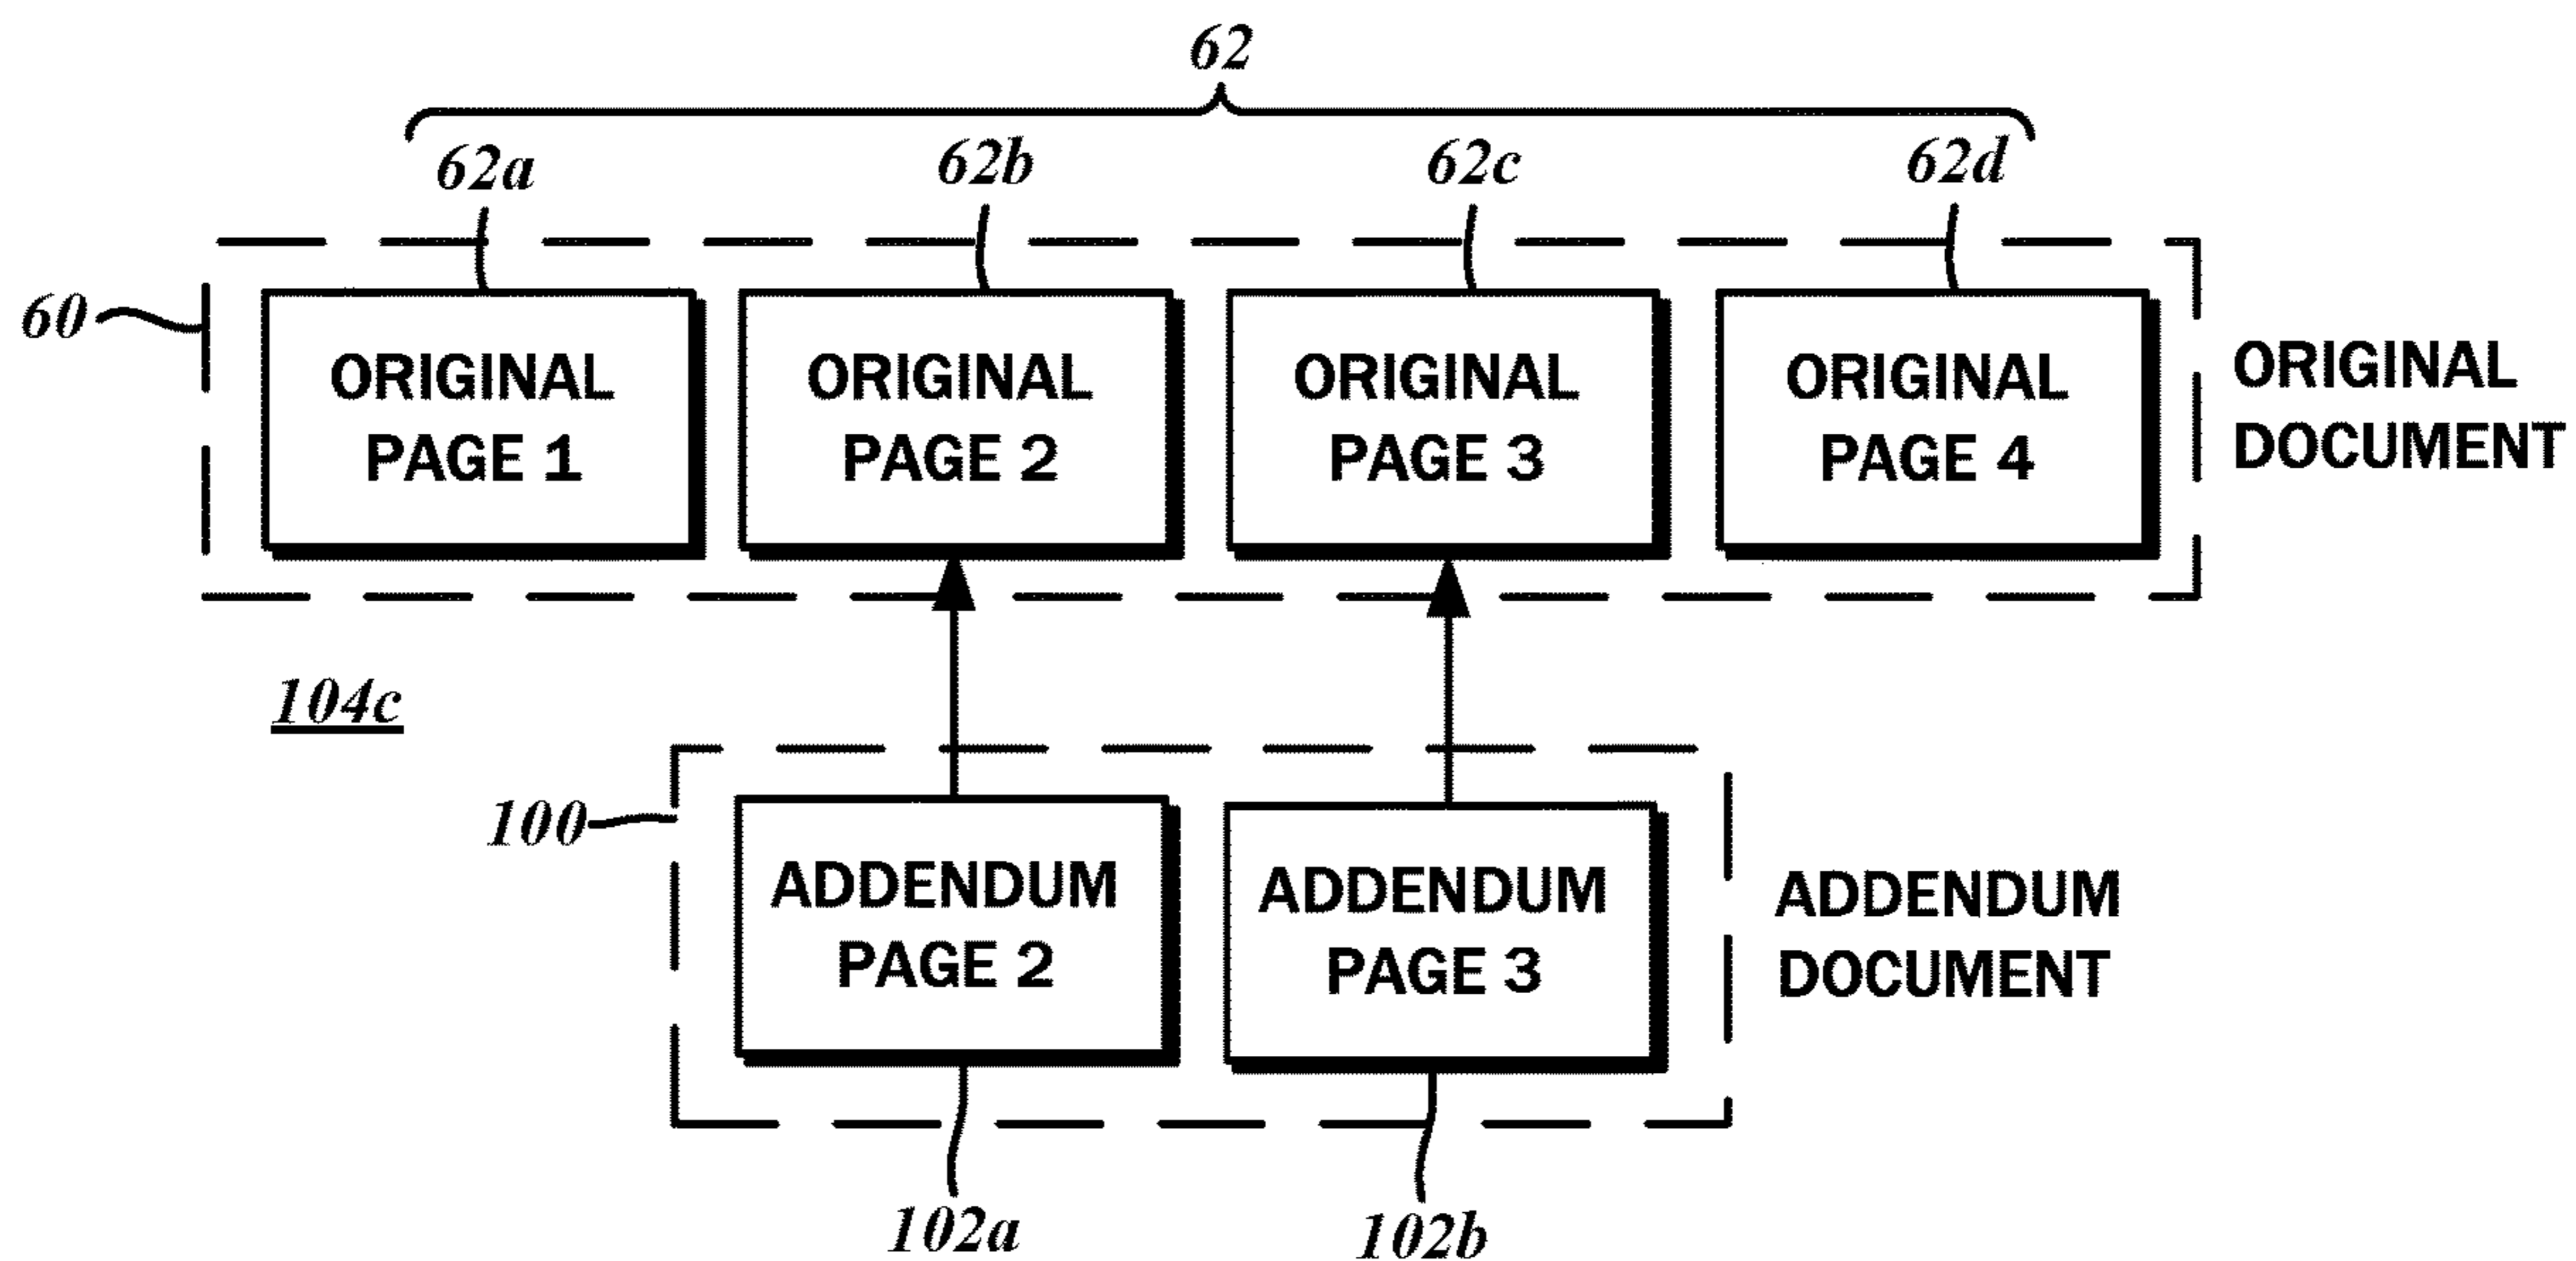 62
62a 62b 62c 62d
60
ORIGINAL
PAGE 1
ORIGINAL
PAGE 2
ORIGINAL
PAGE 3
ORIGINAL
PAGE 4
ORIGINAL
DOCUMENT
104c
100
ADDENDUM
PAGE 2
ADDENDUM
PAGE 3
ADDENDUM
DOCUMENT
102a 102b